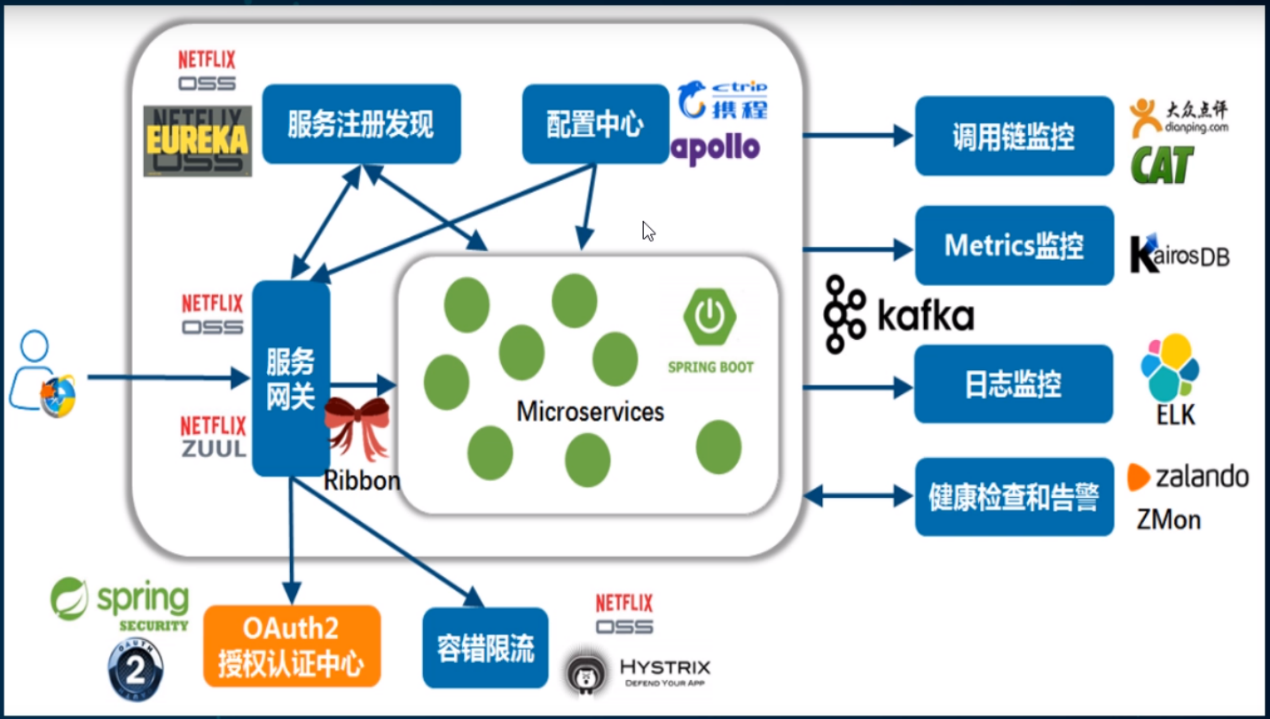 NETFLIX
OSS
NETFLIX
EUREKA
OSS
服务注册发现
配置中心
ctrip
携程
apollo
调用链监控
大众点评
dianping.com
CAT
Metrics监控
KairosDB
NETFLIX
OSS
服务
网关
NETFLIX
ZUUL
Ribbon
SPRING BOOT
Microservices
kafka
日志监控
ELK
健康检查和告警
zalando
ZMon
spring
SECURITY
OAUTH
2
OAuth2
授权认证中心
容错限流
NETFLIX
OSS
HYSTRIX
DEFEND YOUR APP